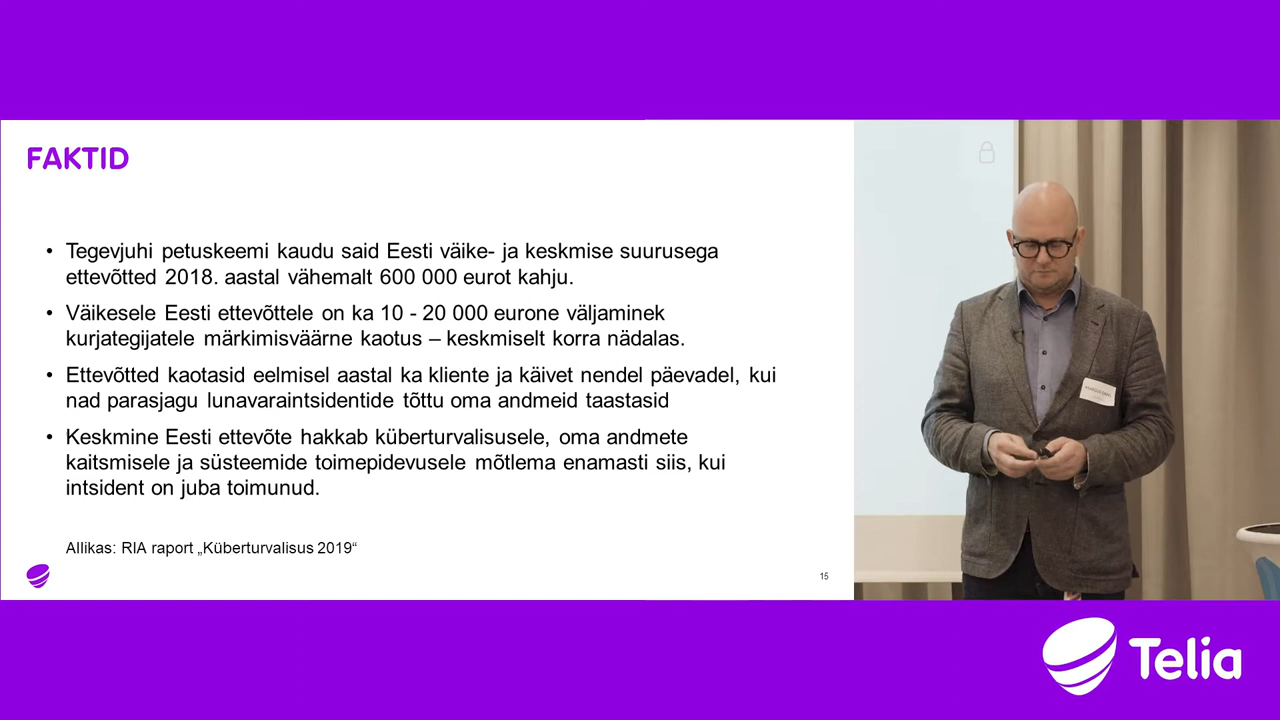 FAKTID
• Tegevjuhi petuskeemi kaudu said Eesti väike- ja keskmise suurusega
ettevõtted 2018. aastal vähemalt 600 000 eurot kahju.
• Väikesele Eesti ettevõttele on ka 10 - 20 000 eurone väljaminek
kurjategijatele märkimisväärne kaotus – keskmiselt korra nädalas.
• Ettevõtted kaotasid eelmisel aastal ka kliente ja käivet nendel päevadel, kui
nad parasjagu lunavaraintsidentide tõttu oma andmeid taastasid
• Keskmine Eesti ettevõte hakkab küberturvalisusele, oma andmete
kaitsmisele ja süsteemide toimepidevusele mõtlema enamasti siis, kui
intsident on juba toimunud.
Allikas: RIA raport „Küberturvalisus 2019“
15
Telia